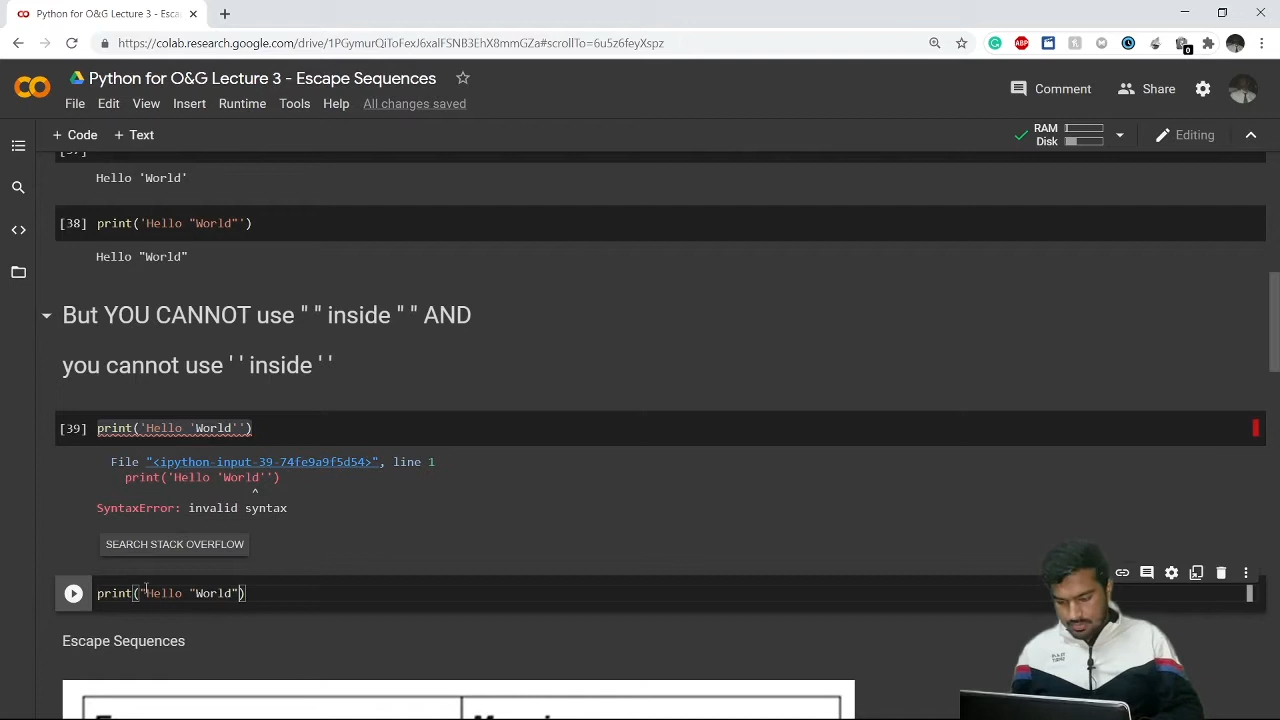 Python for O&G Lecture 3 - Esca
https://colab.research.google.com/drive/1PGyni-uQiToFexJ6xalFSNB3EbX8rmaGZa#scrollTo=6u5z6feyXspz
Python for O&G Lecture 3 - Escape Sequences
Comment
Share
File Edit View Insert Runtime Tools Help All changes saved
+ Code + Text
RAM
Disk
Editing
Hello 'World'
[38] print('Hello "World"')
Hello "World"
But YOU CANNOT use " " inside " " AND
you cannot use ' ' inside ' '
[39] print('Hello 'World'')
File "<ipython-input-39-74fe9a9f5d54>", line 1
print('Hello 'World'')
^
SyntaxError: invalid syntax
SEARCH STACK OVERFLOW
print("Hello "World")
Escape Sequences